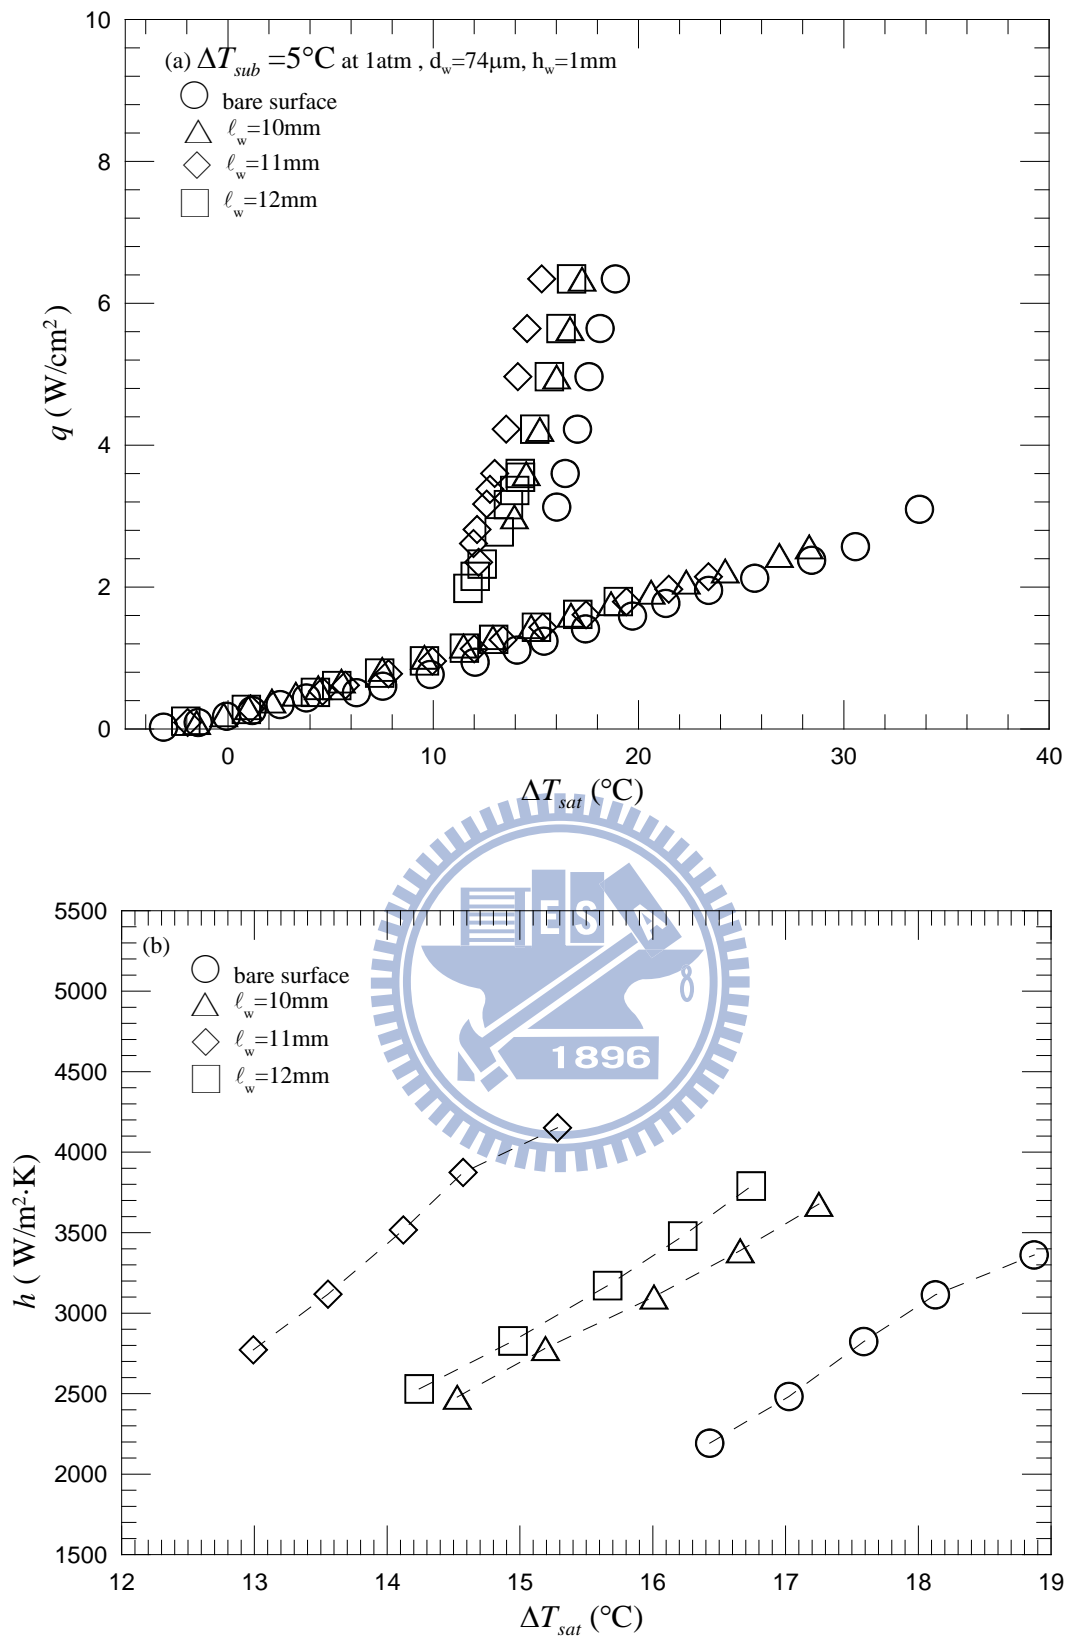 10
8
6
4
2
0
q ( W/cm²)
(a) ΔT_sub =5°C at 1atm , d_w=74μm, h_w=1mm
bare surface
ℓ_w=10mm
ℓ_w=11mm
ℓ_w=12mm
0 10 20 30 40
ΔT_sat (°C)
5500
5000
4500
4000
3500
3000
2500
2000
1500
h ( W/m²·K)
(b)
bare surface
ℓ_w=10mm
ℓ_w=11mm
ℓ_w=12mm
E S
1896
12 13 14 15 16 17 18 19
ΔT_sat (°C)